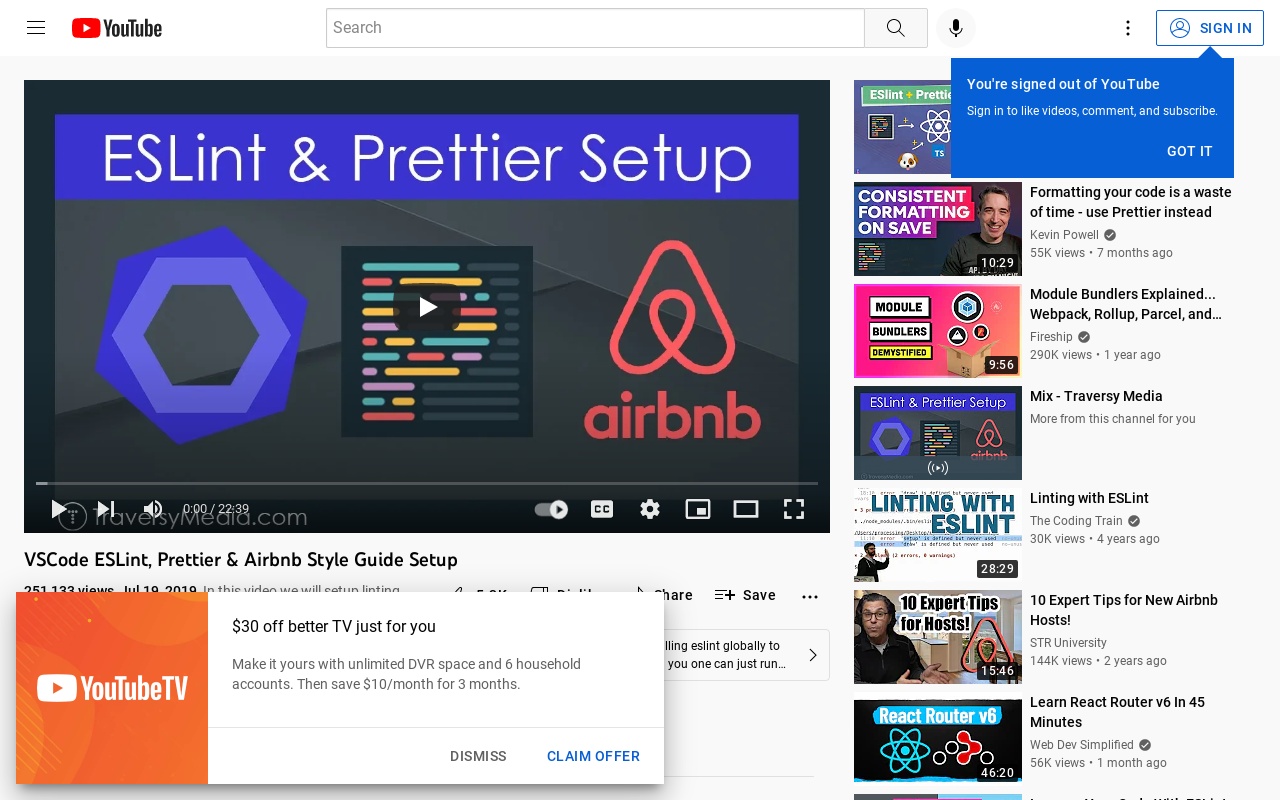 YouTube
Search
SIGN IN
You're signed out of YouTube
Sign in to like videos, comment, and subscribe.
GOT IT
ESLint & Prettier Setup
airbnb
TraversyMedia.com
0:00 / 22:39
CC
VSCode ESLint, Prettier & Airbnb Style Guide Setup
251,133 views Jul 19, 2019 In this video we will setup linting
Share
Save
lling eslint globally to
you one can just run...
YouTubeTV
$30 off better TV just for you
Make it yours with unlimited DVR space and 6 household
accounts. Then save $10/month for 3 months.
DISMISS
CLAIM OFFER
ESlint + Prettie
TS
CONSISTENT
FORMATTING
ON SAVE
10:29
Formatting your code is a waste
of time - use Prettier instead
Kevin Powell
55K views • 7 months ago
MODULE
BUNDLERS
DEMYSTIFIED
9:56
Module Bundlers Explained...
Webpack, Rollup, Parcel, and...
Fireship
290K views • 1 year ago
ESLint & Prettier Setup
airbnb
Mix - Traversy Media
More from this channel for you
LINTING WITH
ESLINT
28:29
Linting with ESLint
The Coding Train
30K views • 4 years ago
10 Expert Tips
for Hosts!
15:46
10 Expert Tips for New Airbnb
Hosts!
STR University
144K views • 2 years ago
React Router v6
46:20
Learn React Router v6 In 45
Minutes
Web Dev Simplified
56K views • 1 month ago